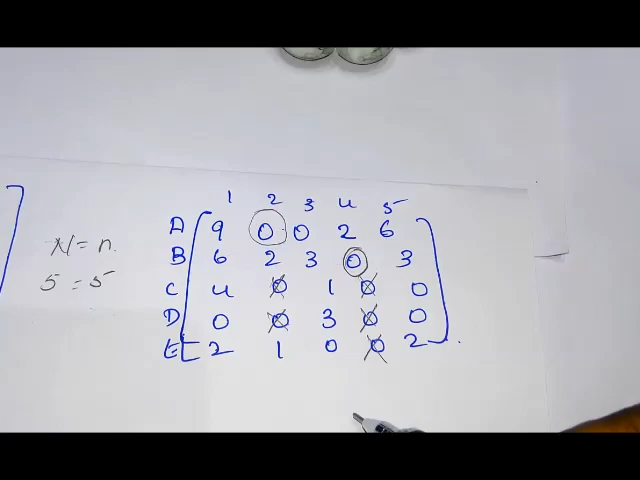 1 2 3 4 5
A 9 0 0 2 6
N = n. B 6 2 3 0 3
5 = 5 C 4 0 1 0 0
D 0 0 3 0 0
E 2 1 0 0 2